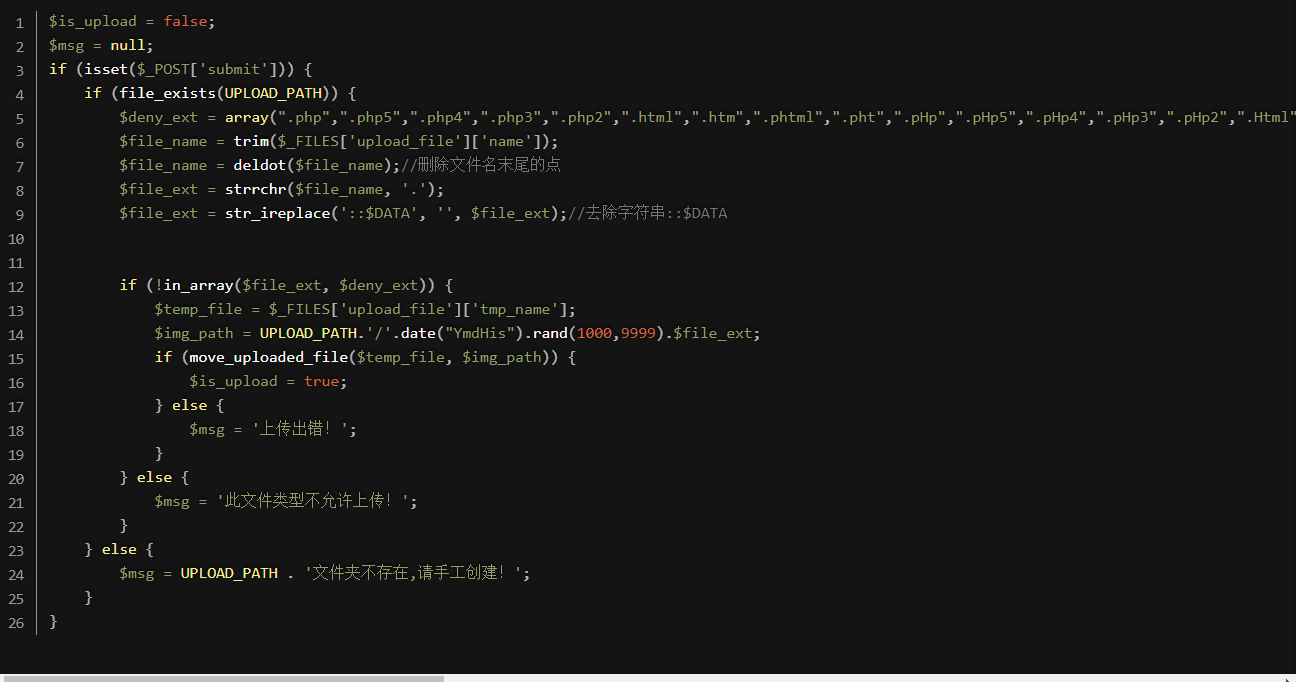 1 $is_upload = false;
2 $msg = null;
3 if (isset($_POST['submit'])) {
4 if (file_exists(UPLOAD_PATH)) {
5 $deny_ext = array(".php",".php5",".php4",".php3",".php2",".html",".htm",".phtml",".pht",".pHp",".pHp5",".pHp4",".pHp3",".pHp2",".Html"
6 $file_name = trim($_FILES['upload_file']['name']);
7 $file_name = deldot($file_name);//删除文件名末尾的点
8 $file_ext = strrchr($file_name, '.');
9 $file_ext = str_ireplace('::$DATA', '', $file_ext);//去除字符串::$DATA
10
11
12 if (!in_array($file_ext, $deny_ext)) {
13 $temp_file = $_FILES['upload_file']['tmp_name'];
14 $img_path = UPLOAD_PATH.'/'.date("YmdHis").rand(1000,9999).$file_ext;
15 if (move_uploaded_file($temp_file, $img_path)) {
16 $is_upload = true;
17 } else {
18 $msg = '上传出错！';
19 }
20 } else {
21 $msg = '此文件类型不允许上传！';
22 }
23 } else {
24 $msg = UPLOAD_PATH . '文件夹不存在,请手工创建！';
25 }
26 }